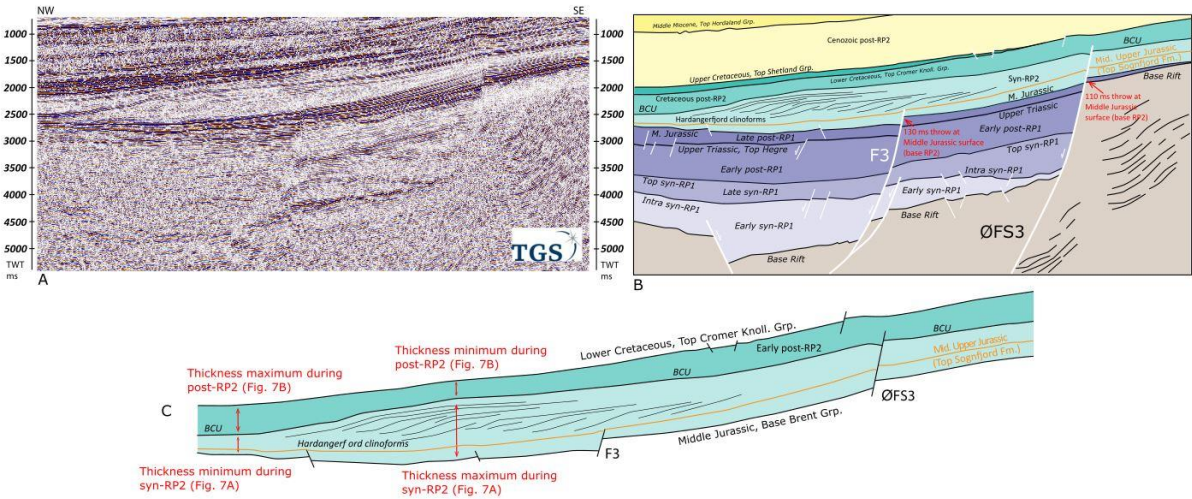 NW
SE
1000
1500
2000
2500
3000
3500
4000
4500
5000
TWT
ms
1000
1500
2000
2500
3000
3500
4000
4500
5000
TWT
ms
TGS
A
Middle Miocene, Top Hordaland Grp.
Cenozoic post-RP2
Upper Cretaceous, Top Shetland Grp.
Lower Cretaceous, Top Cromer Knoll. Grp.
BCU
Mid. Upper Jurassic
(Top Sognfjord Fm.)
Syn-RP2
Base Rift
Cretaceous post-RP2
BCU
Hardangerfjord clinoforms
M. Jurassic
110 ms throw at
Middle Jurassic
surface (base RP2)
Upper Triassic
M. Jurassic
Late post-RP1
130 ms throw at
Middle Jurassic surface
(base RP2)
Early post-RP1
Upper Triassic, Top Hegre
F3
Top syn-RP1
Early post-RP1
Intra syn-RP1
Top syn-RP1
Late syn-RP1
Early syn-RP1
Intra syn-RP1
Base Rift
Early syn-RP1
ØFS3
Base Rift
B
Lower Cretaceous, Top Cromer Knoll. Grp.
BCU
Thickness minimum during
post-RP2 (Fig. 7B)
Early post-RP2
Mid. Upper Jurassic
(Top Sognfjord Fm.)
Thickness maximum during
post-RP2 (Fig. 7B)
BCU
C
ØFS3
BCU
Hardangerf ord clinoforms
Middle Jurassic, Base Brent Grp.
F3
Thickness minimum during
syn-RP2 (Fig. 7A)
Thickness maximum during
syn-RP2 (Fig. 7A)